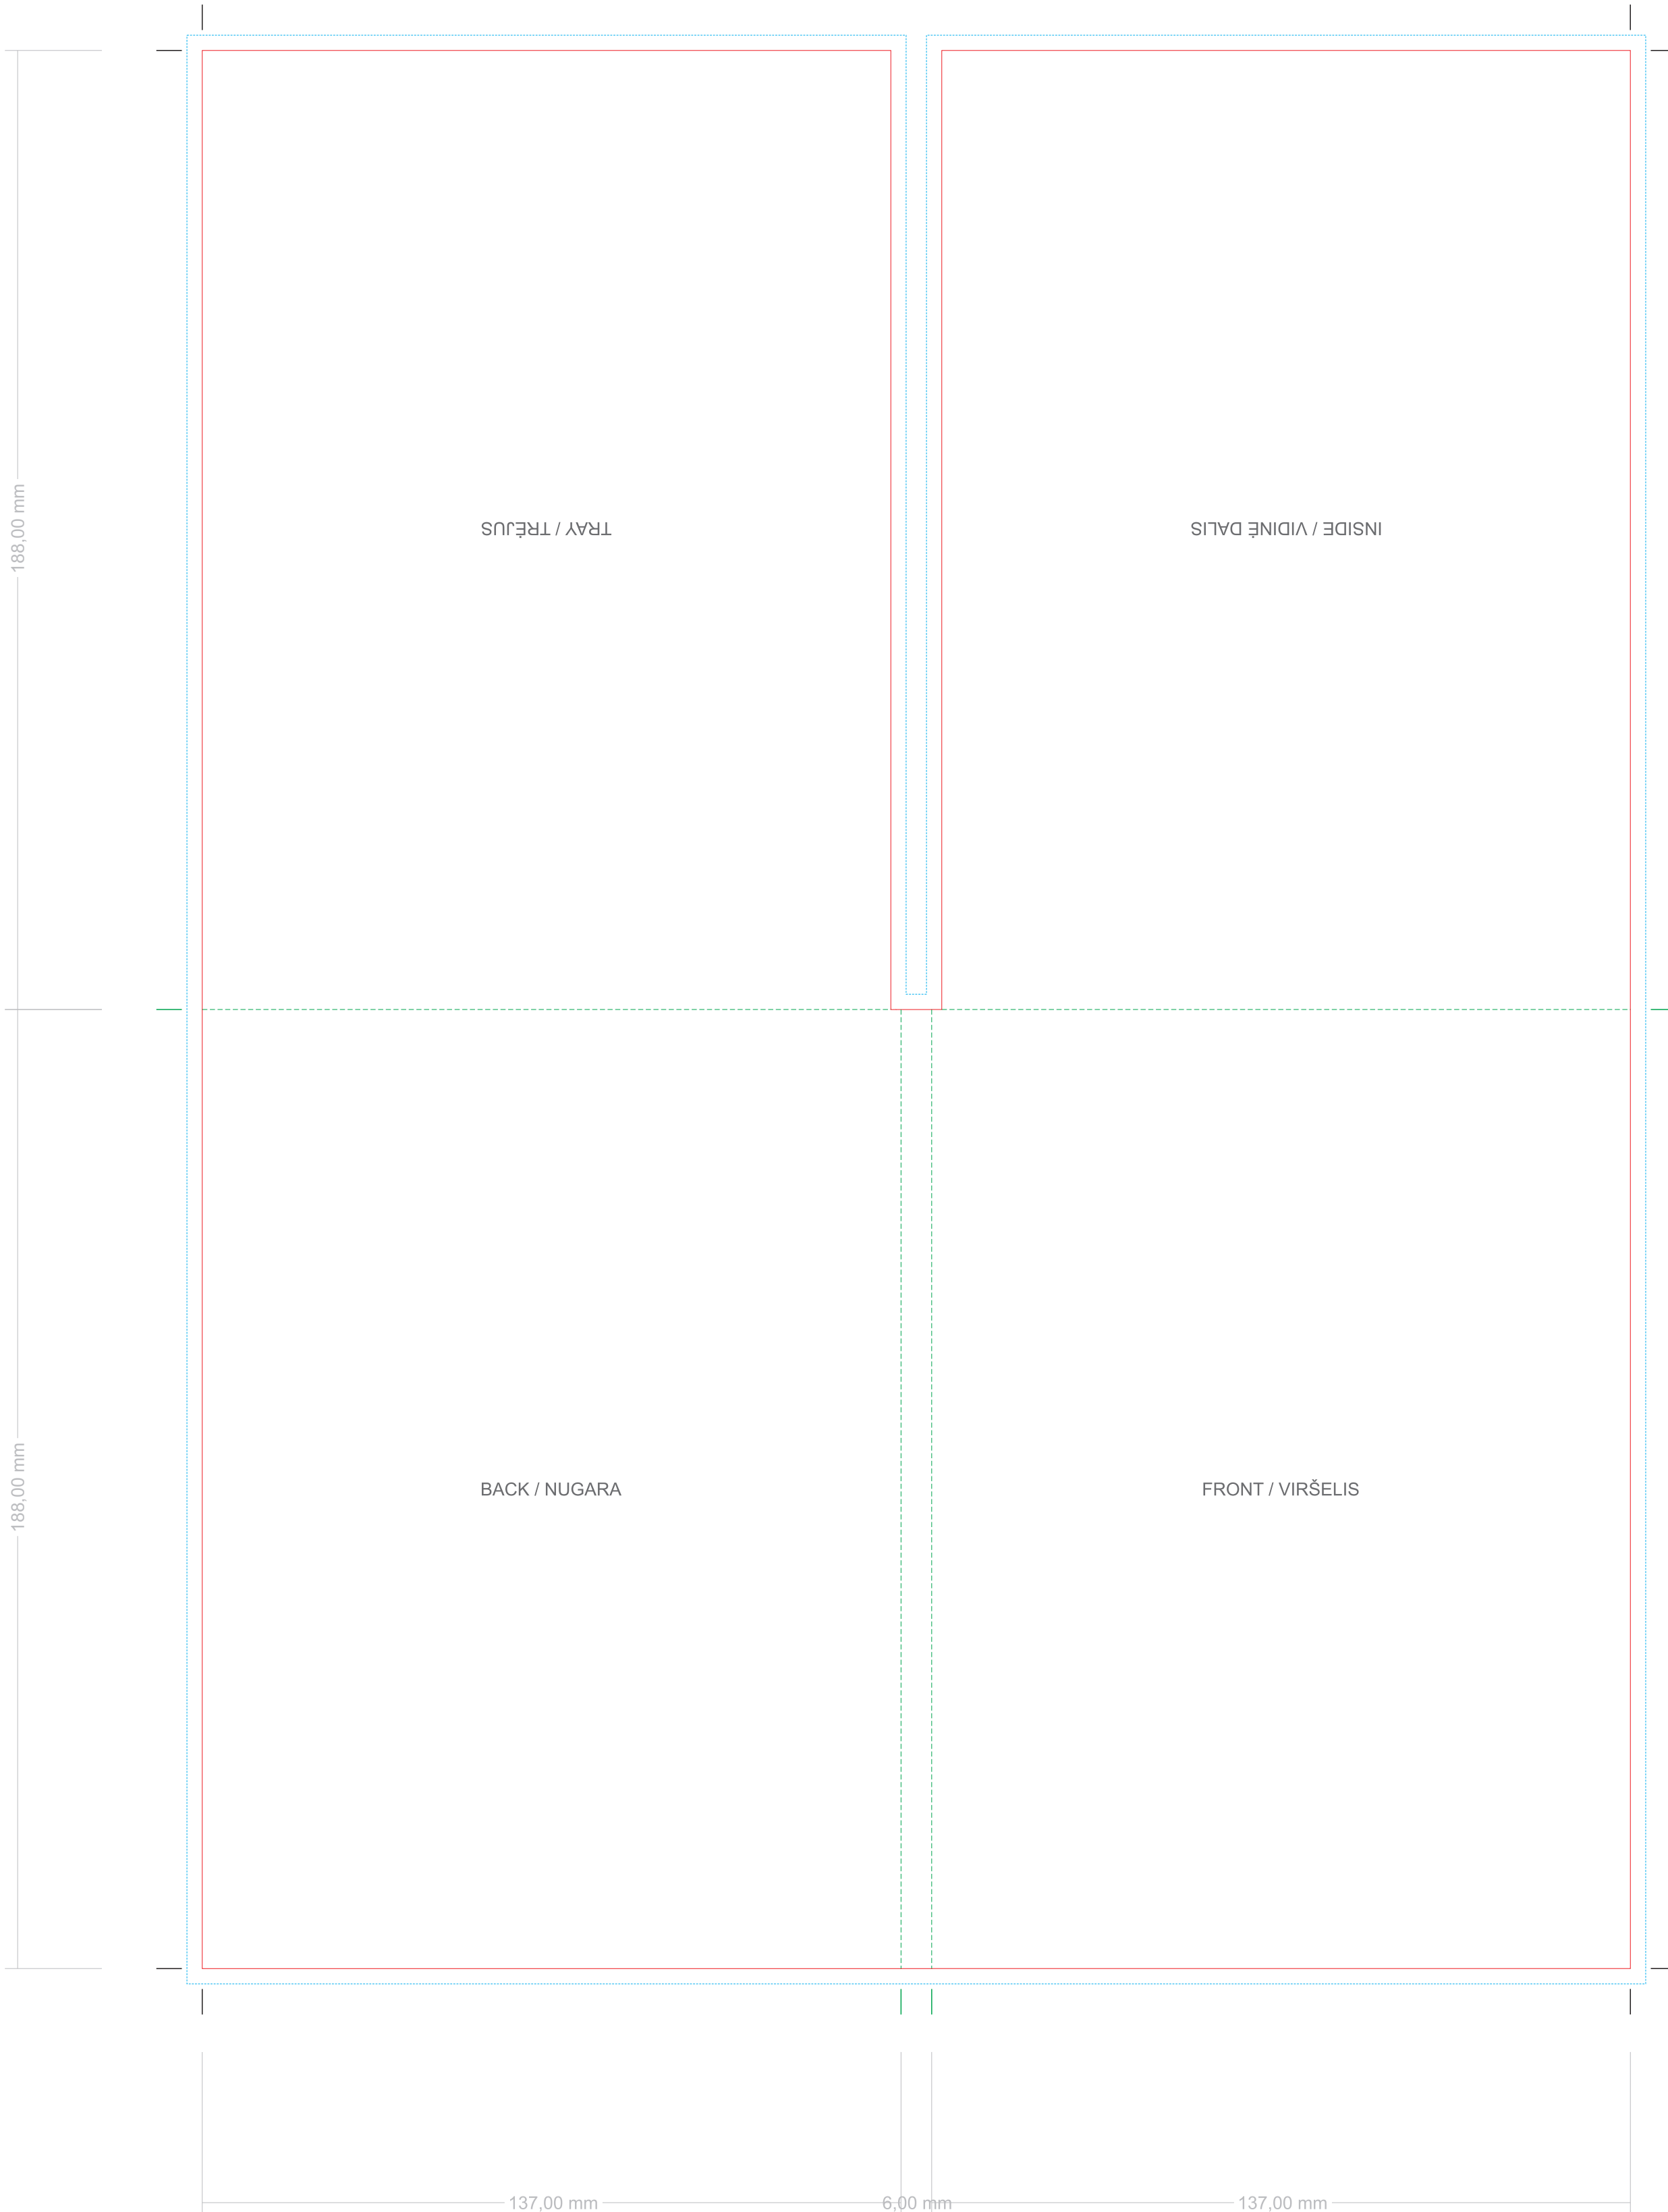 188,00 mm
TRAY / TRĖJUS
INSIDE / VIDINĖ DALIS
188,00 mm
BACK / NUGARA
FRONT / VIRŠELIS
137,00 mm
6,00 mm
137,00 mm